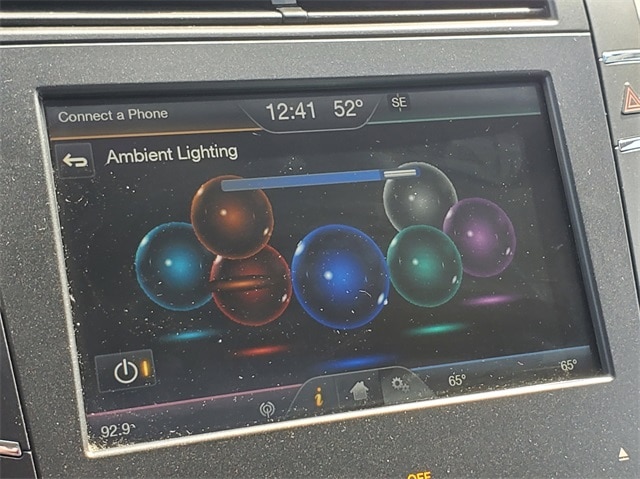 Connect a Phone 12:41 52° SE
Ambient Lighting
i
65° 65°
92.9
OFF